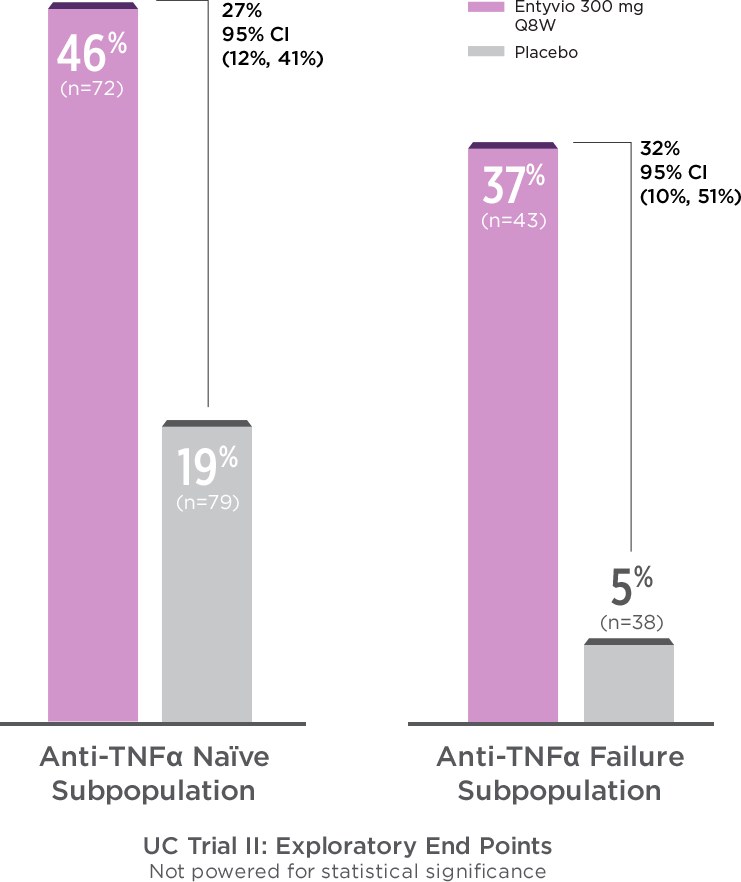 46%
(n=72)
27%
95% CI
(12%, 41%)
19%
(n=79)
Entyvio 300 mg
Q8W
Placebo
37%
(n=43)
32%
95% CI
(10%, 51%)
5%
(n=38)
Anti-TNFα Naïve
Subpopulation
Anti-TNFα Failure
Subpopulation
UC Trial II: Exploratory End Points
Not powered for statistical significance